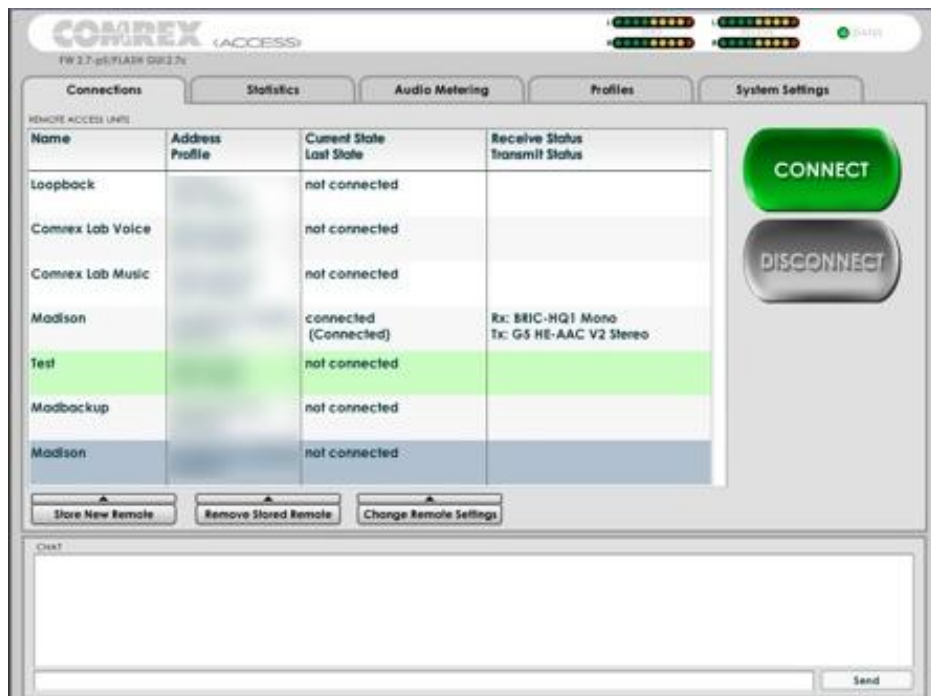 COMREX (ACCESS)
FW 2.7-p5/FLASH GUI 2.7c
Connections Statistics Audio Metering Profiles System Settings
REMOTE ACCESS UNITS
Name Address Current State Receive Status
Profile Last State Transmit Status
Loopback not connected
Comrex Lab Voice not connected
Comrex Lab Music not connected
Madison connected Rx: BRIC-HQ1 Mono
(Connected) Tx: G5 HE-AAC V2 Stereo
Test not connected
Madbackup not connected
Madison not connected
CONNECT
DISCONNECT
Store New Remote Remove Stored Remote Change Remote Settings
CHAT
Send